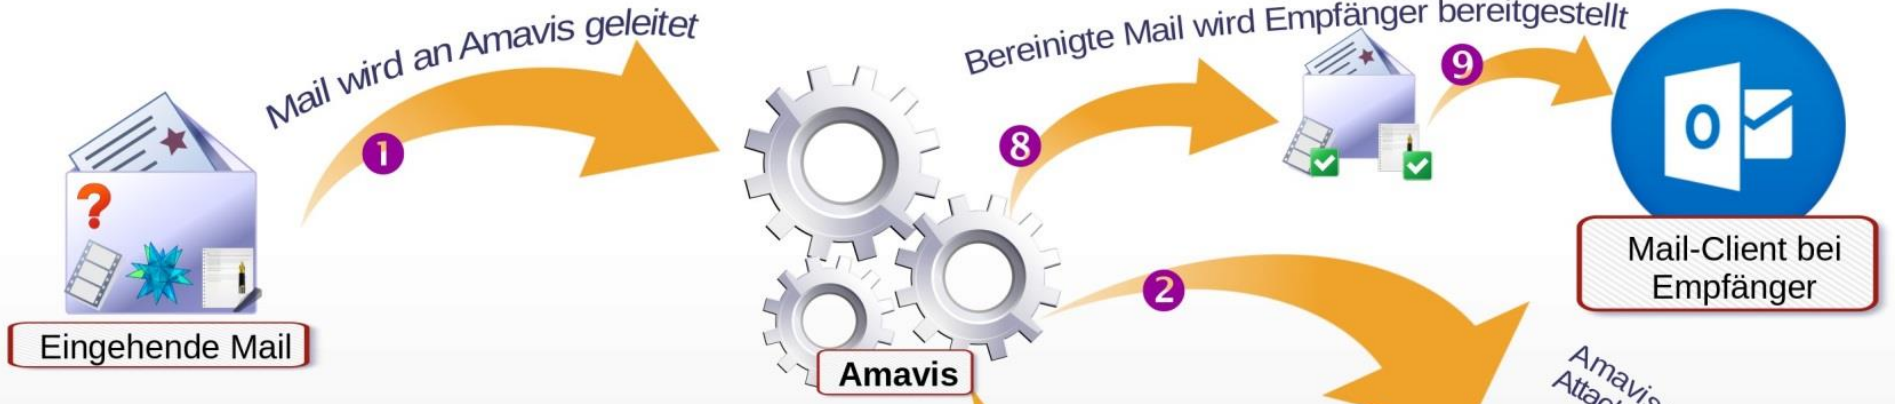 Mail wird an Amavis geleitet
1
Eingehende Mail
Amavis
Bereinigte Mail wird Empfänger bereitgestellt
8
9
2
Mail-Client bei
Empfänger
Amavis